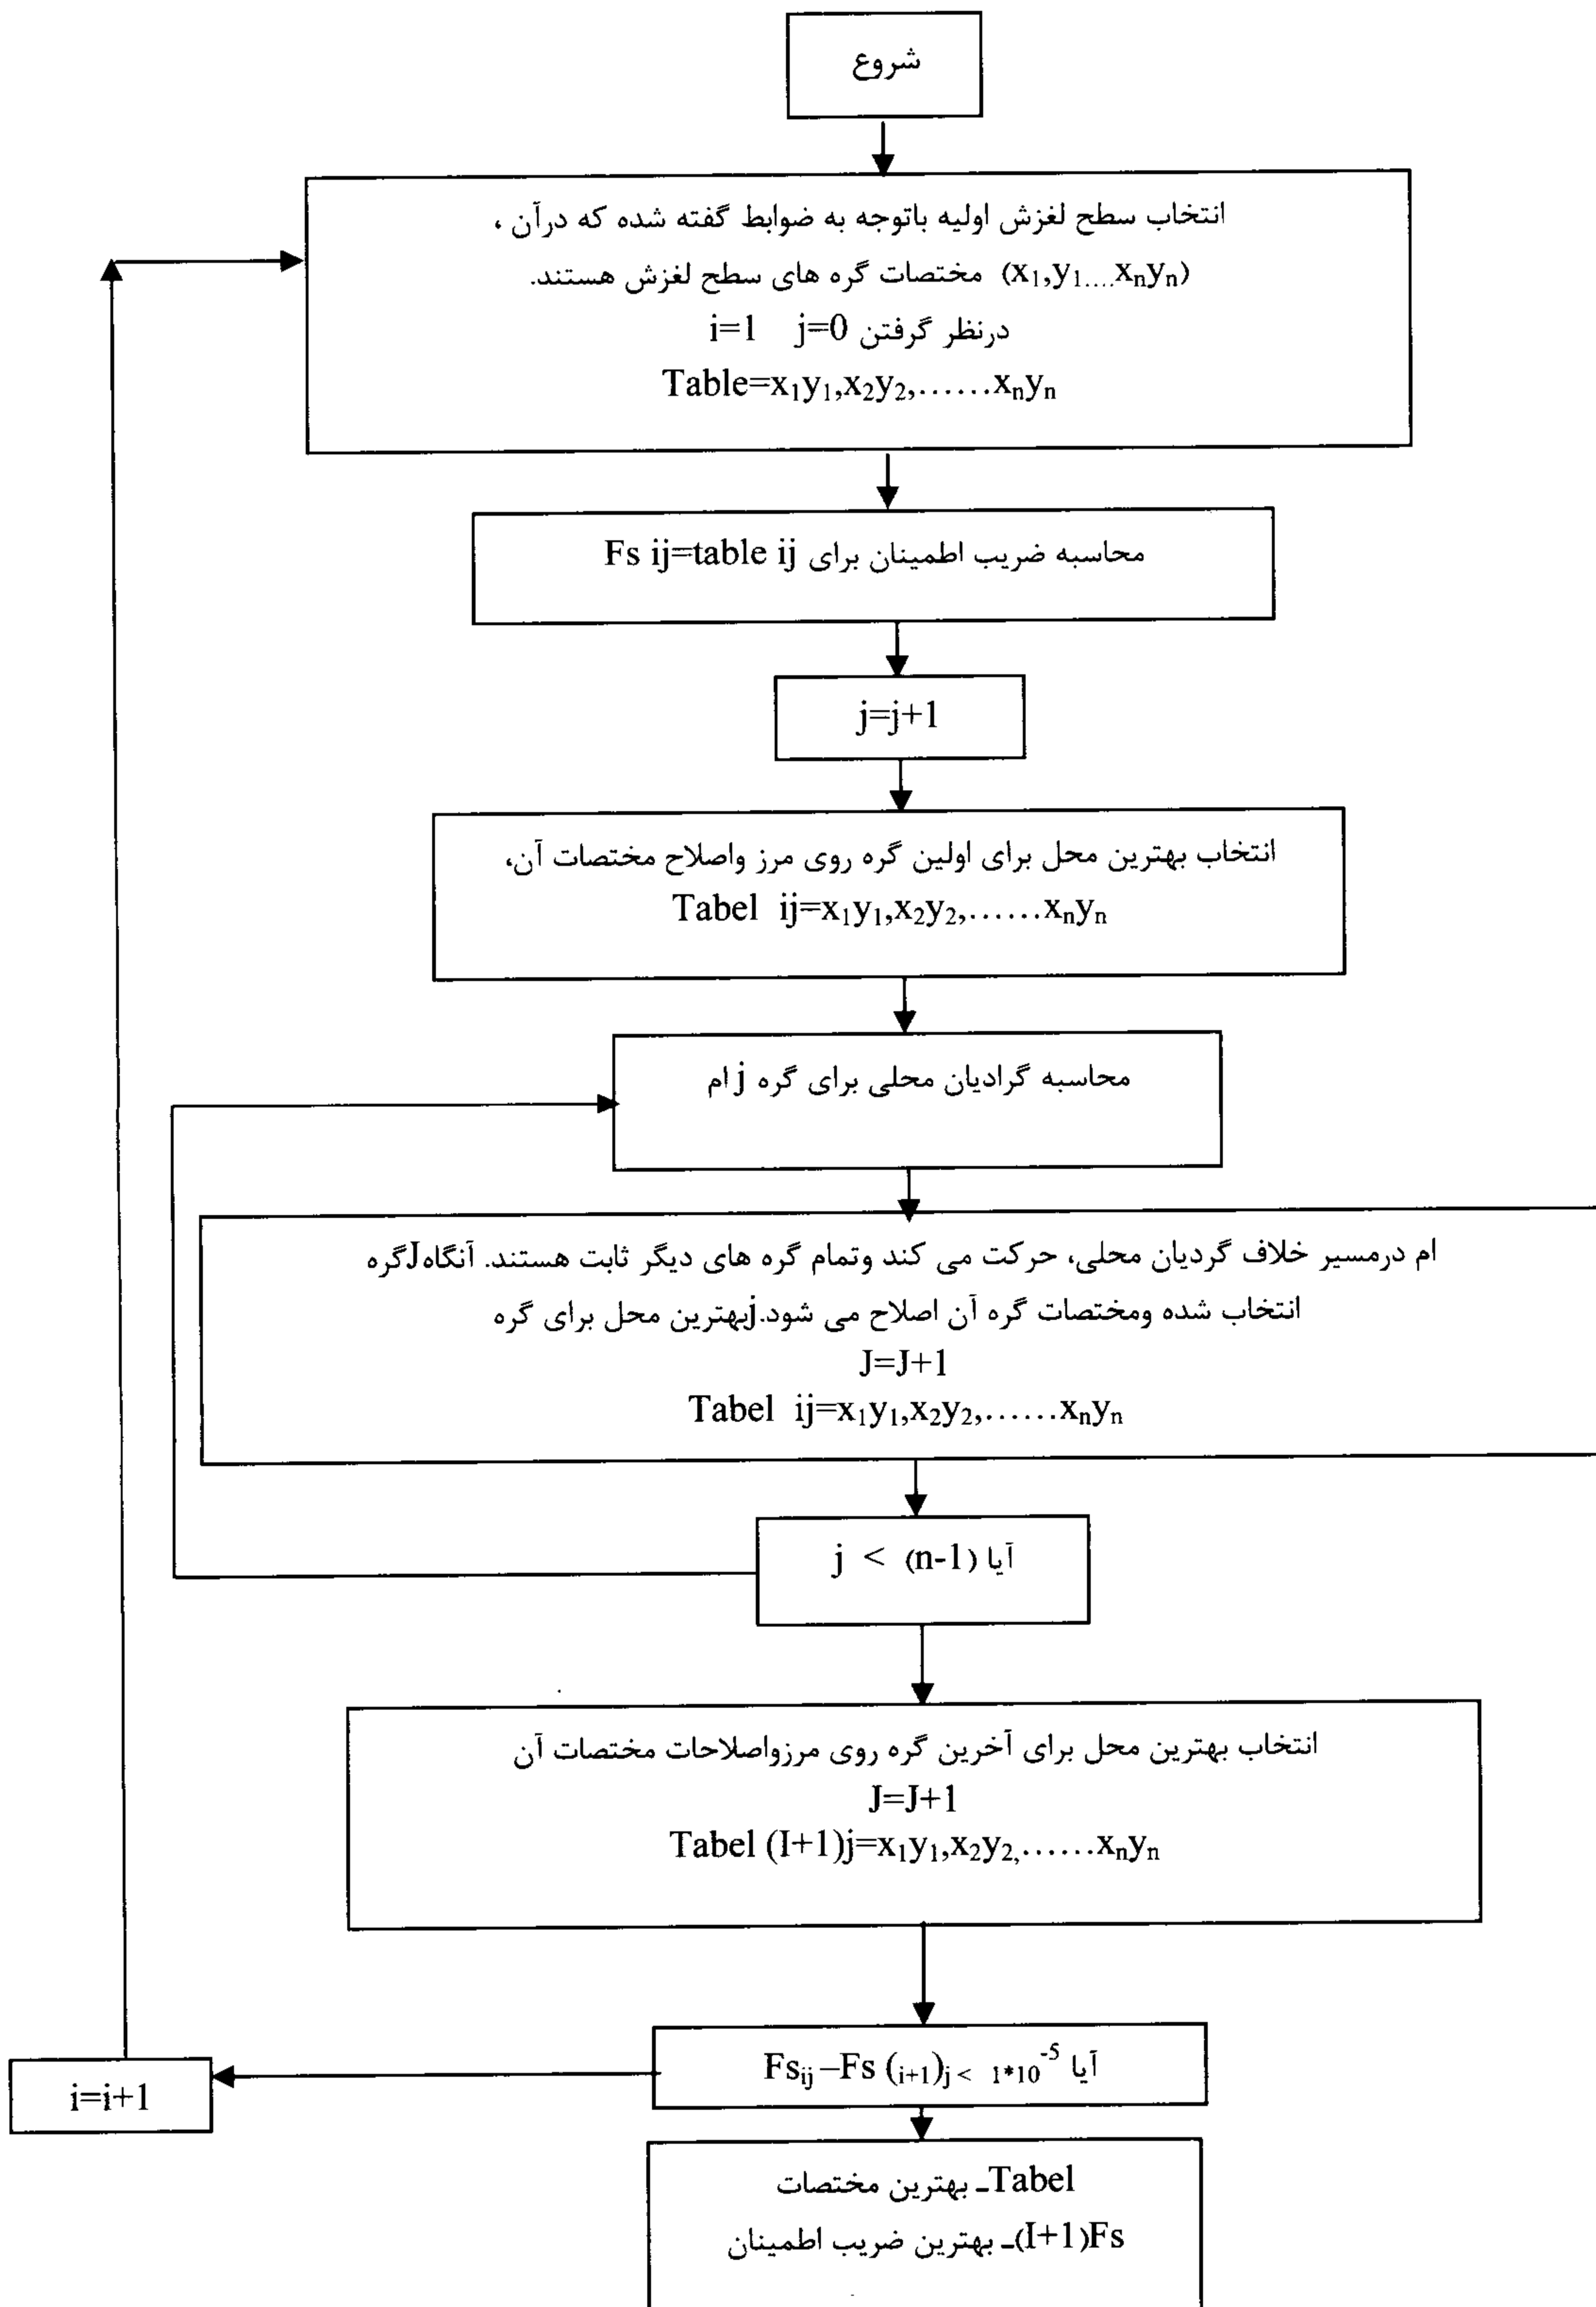 شروع
انتخاب سطح لغزش اولیه باتوجه به ضوابط گفته شده که درآن ،
(x1,y1....xnyn) مختصات گره های سطح لغزش هستند.
درنظر گرفتن i=1 j=0
Table=x1y1,x2y2,......xnyn
محاسبه ضریب اطمینان برای Fs ij=table ij
j=j+1
انتخاب بهترین محل برای اولین گره روی مرز واصلاح مختصات آن،
Tabel ij=x1y1,x2y2,......xnyn
محاسبه گرادیان محلی برای گره j ام
ام درمسیر خلاف گردیان محلی، حرکت می کند وتمام گره های دیگر ثابت هستند. آنگاهJگره
انتخاب شده ومختصات گره آن اصلاح می شود.jبهترین محل برای گره
J=J+1
Tabel ij=x1y1,x2y2,......xnyn
آیا j < (n-1)
انتخاب بهترین محل برای آخرین گره روی مرزواصلاحات مختصات آن
J=J+1
Tabel (I+1)j=x1y1,x2y2,......xnyn
آیا Fsij–Fs (i+1)j < 1*10-5
i=i+1
Tabelـ بهترین مختصات
Fs(I+1)ـ بهترین ضریب اطمینان